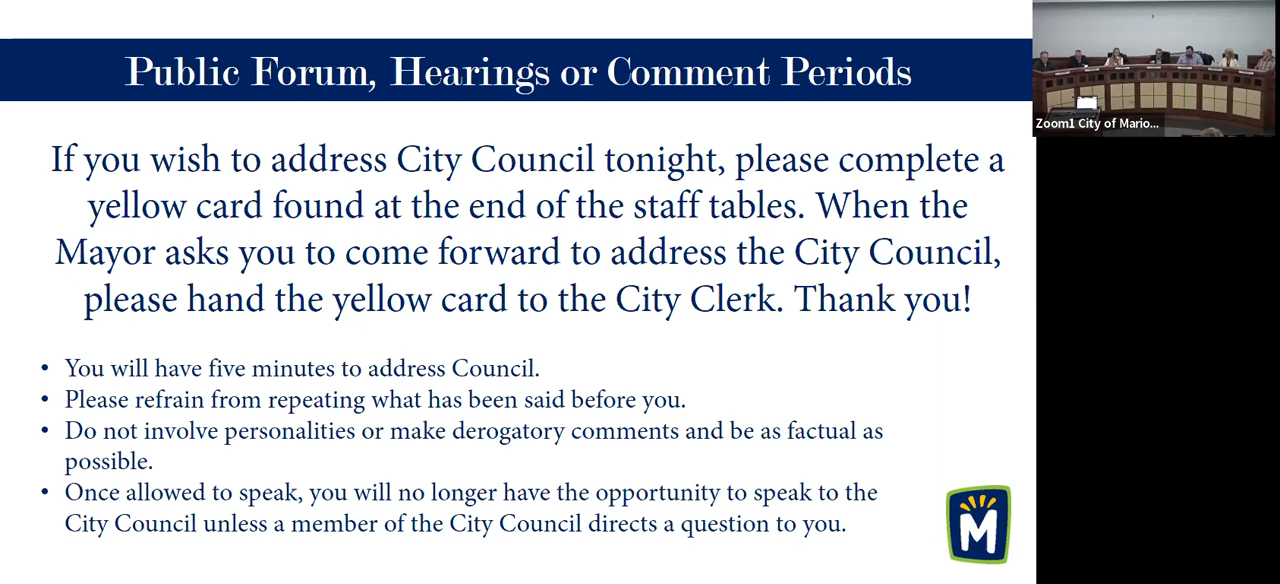 Public Forum, Hearings or Comment Periods
If you wish to address City Council tonight, please complete a
yellow card found at the end of the staff tables. When the
Mayor asks you to come forward to address the City Council,
please hand the yellow card to the City Clerk. Thank you!
• You will have five minutes to address Council.
• Please refrain from repeating what has been said before you.
• Do not involve personalities or make derogatory comments and be as factual as
possible.
• Once allowed to speak, you will no longer have the opportunity to speak to the
City Council unless a member of the City Council directs a question to you.
M
Zoom1 City of Mario...